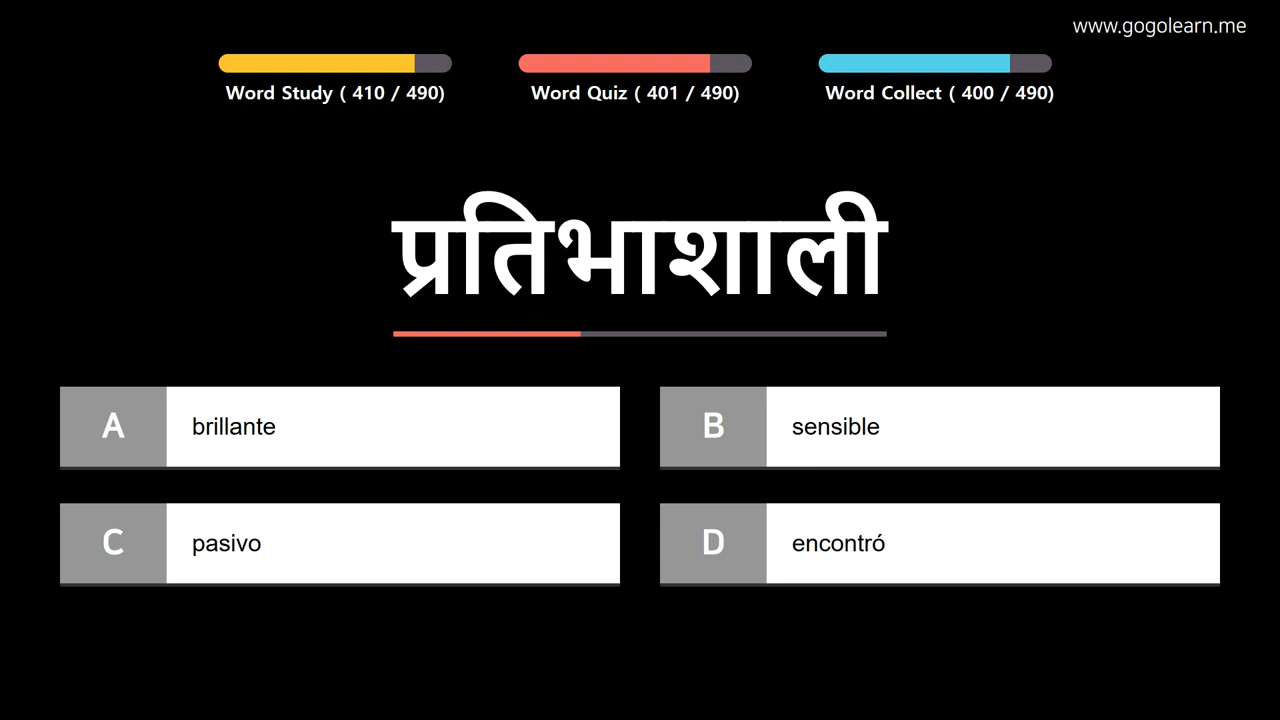 www.gogolearn.me
Word Study ( 410 / 490)
Word Quiz ( 401 / 490)
Word Collect ( 400 / 490)
प्रतिभाशाली
A brillante
B sensible
C pasivo
D encontró